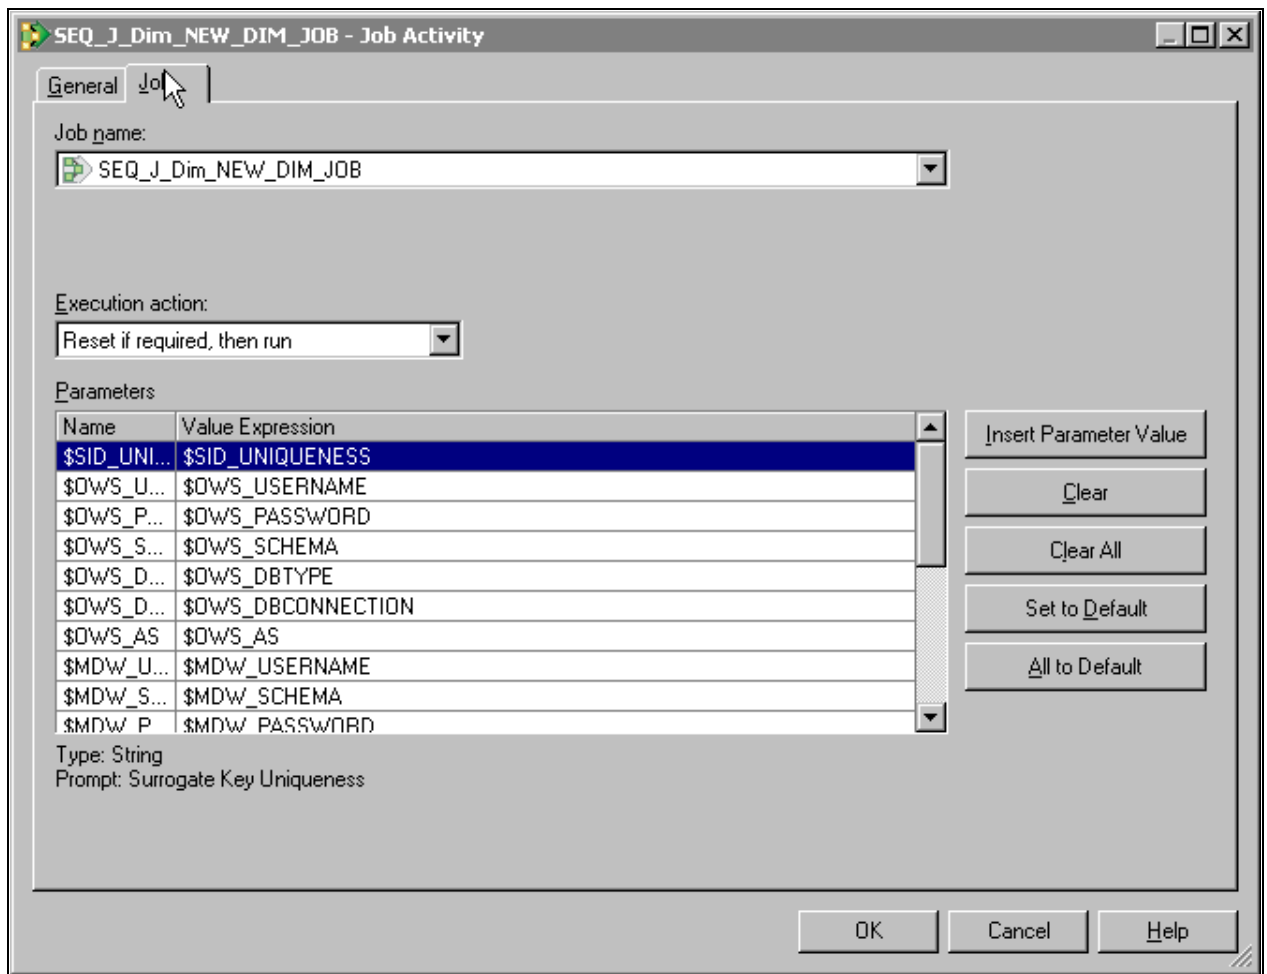 SEQ_J_Dim_NEW_DIM_JOB - Job Activity
General Jo
Job name:
SEQ_J_Dim_NEW_DIM_JOB
Execution action:
Reset if required, then run
Parameters
Name Value Expression
$SID_UNI... $SID_UNIQUENESS
$OWS_U... $OWS_USERNAME
$OWS_P... $OWS_PASSWORD
$OWS_S... $OWS_SCHEMA
$OWS_D... $OWS_DBTYPE
$OWS_D... $OWS_DBCONNECTION
$OWS_AS $OWS_AS
$MDW_U... $MDW_USERNAME
$MDW_S... $MDW_SCHEMA
$MDW_P $MDW_PASSWORD
Insert Parameter Value
Clear
Clear All
Set to Default
All to Default
Type: String
Prompt: Surrogate Key Uniqueness
OK Cancel Help